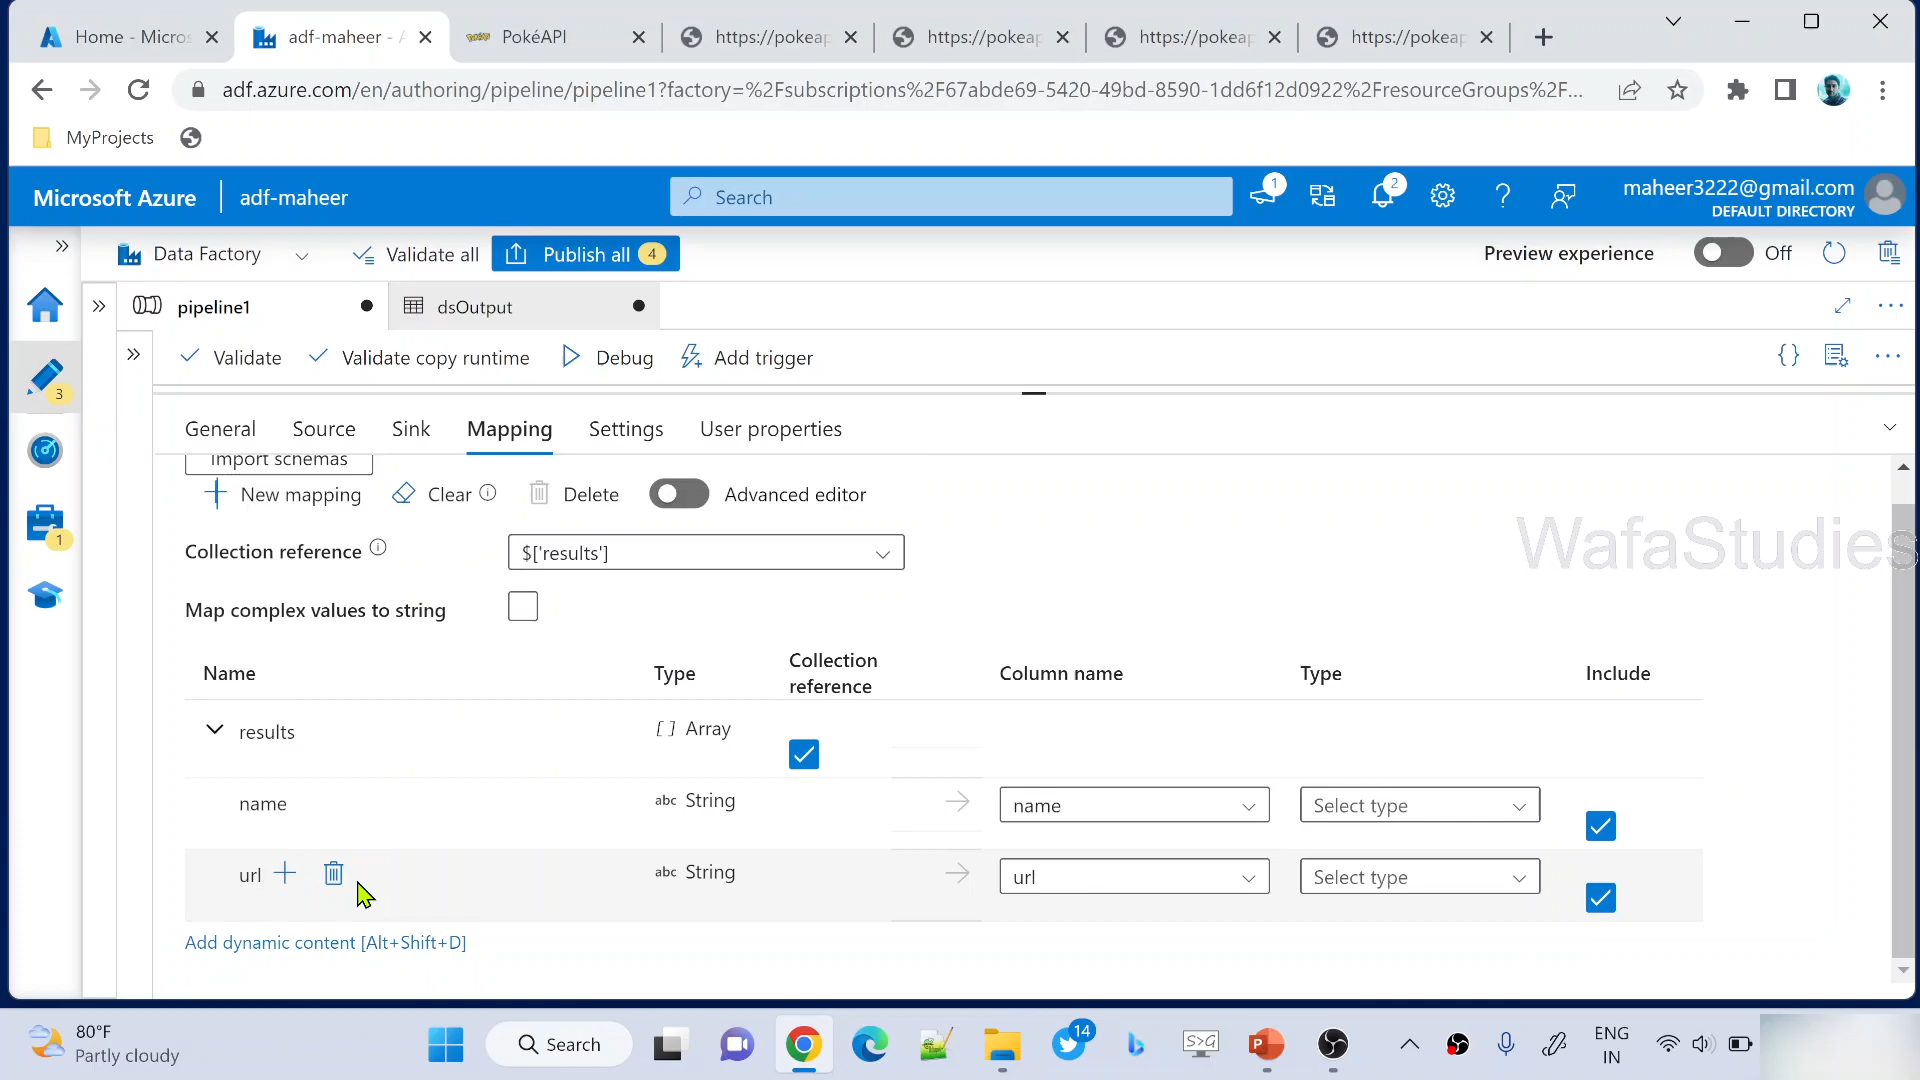 Home - Micros
adf-maheer - A
PokéAPI
https://pokeap
https://pokeap
https://pokeap
https://pokeap
adf.azure.com/en/authoring/pipeline/pipeline1?factory=%2Fsubscriptions%2F67abde69-5420-49bd-8590-1dd6f12d0922%2FresourceGroups%2F...
MyProjects
Microsoft Azure
adf-maheer
Search
1
2
maheer3222@gmail.com
DEFAULT DIRECTORY
Data Factory
Validate all
Publish all
4
Preview experience
Off
pipeline1
dsOutput
Validate
Validate copy runtime
Debug
Add trigger
3
1
General
Source
Sink
Mapping
Settings
User properties
Import schemas
New mapping
Clear
Delete
Advanced editor
Collection reference
$['results']
WafaStudies
Map complex values to string
Name
Type
Collection reference
Column name
Type
Include
results
[ ] Array
name
abc String
name
Select type
url
abc String
url
Select type
Add dynamic content [Alt+Shift+D]
80°F
Partly cloudy
Search
14
S>G
P
ENG
IN